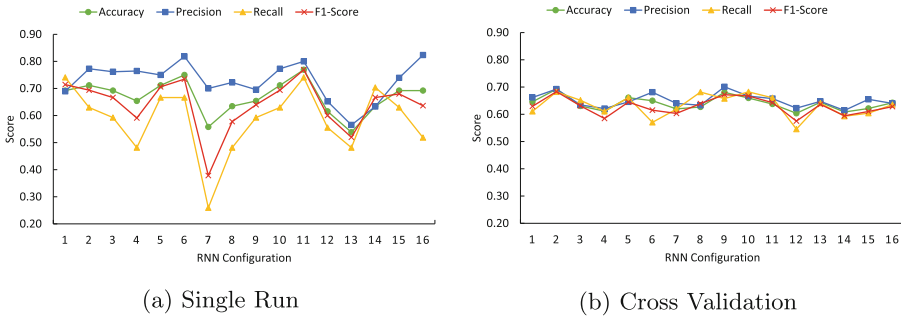 Accuracy Precision Recall F1-Score
0.90
0.80
0.70
0.60
0.50
0.40
0.30
0.20
Score
1 2 3 4 5 6 7 8 9 10 11 12 13 14 15 16
RNN Configuration
(a) Single Run
Accuracy Precision Recall F1-Score
0.90
0.80
0.70
0.60
0.50
0.40
0.30
0.20
Score
1 2 3 4 5 6 7 8 9 10 11 12 13 14 15 16
RNN Configuration
(b) Cross Validation